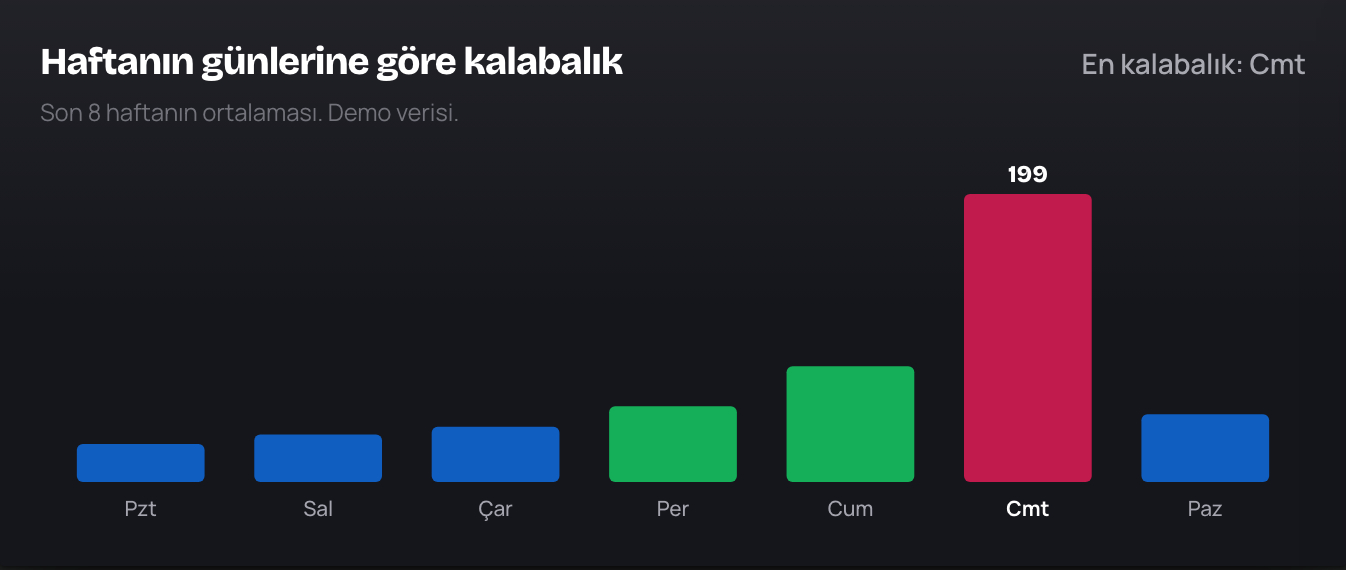 Haftanın günlerine göre kalabalık
En kalabalık: Cmt
Son 8 haftanın ortalaması. Demo verisi.
199
Pzt Sal Çar Per Cum Cmt Paz